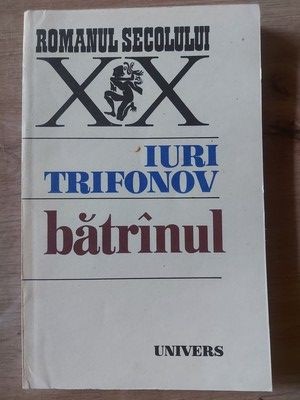 ROMANUL SECOLULUI
XX
IURI
TRIFONOV
bătrînul
UNIVERS